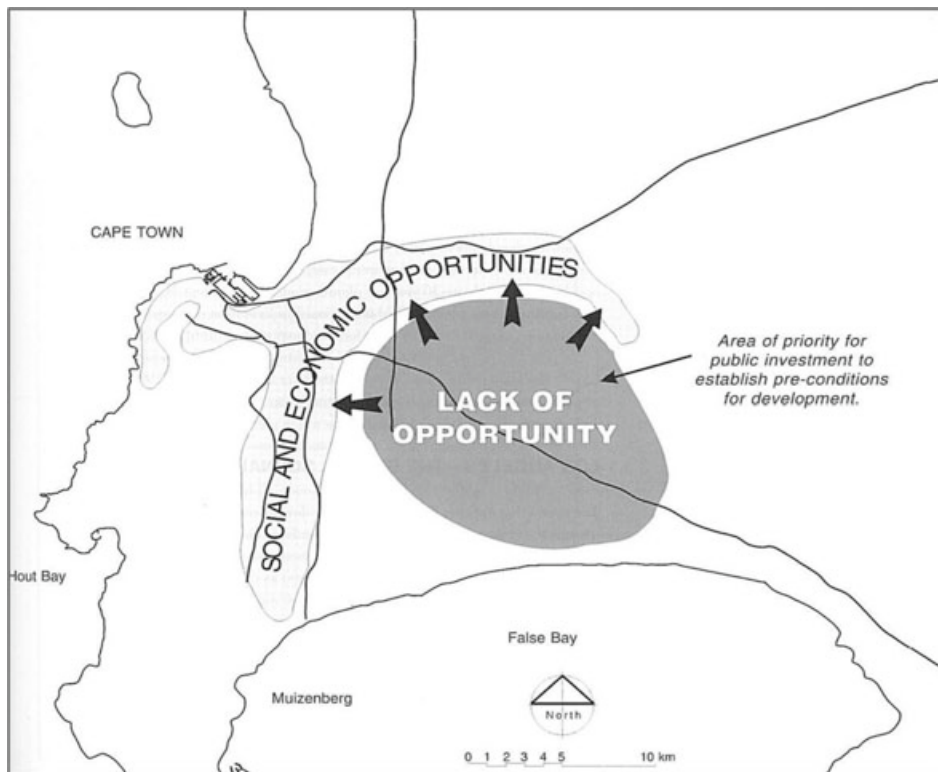 CAPE TOWN
SOCIAL AND ECONOMIC OPPORTUNITIES
Area of priority for
public investment to
establish pre-conditions
for development.
LACK OF
OPPORTUNITY
Hout Bay
False Bay
Muizenberg
North
0 1 2 3 4 5 10 km